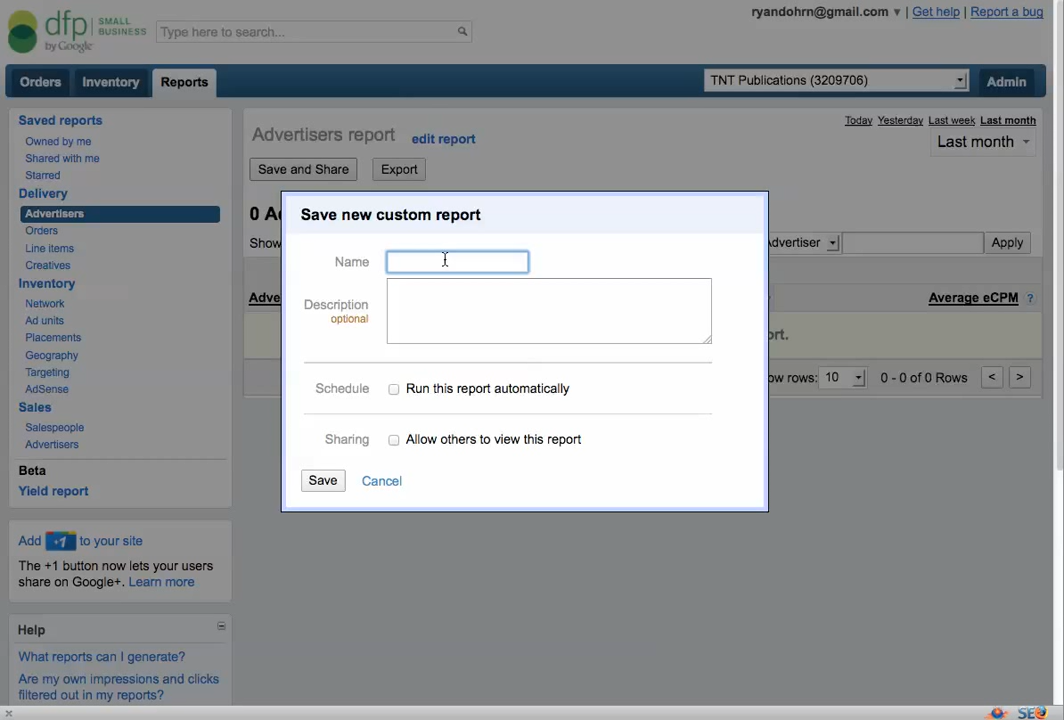 dfp SMALL BUSINESS
by Google
Type here to search...
ryandohrn@gmail.com ▾ | Get help | Report a bug
Orders Inventory Reports
TNT Publications (3209706)
Admin
Saved reports
Owned by me
Shared with me
Starred
Delivery
Advertisers
Orders
Line items
Creatives
Inventory
Network
Ad units
Placements
Geography
Targeting
AdSense
Sales
Salespeople
Advertisers
Beta
Yield report
Add +1 to your site
The +1 button now lets your users
share on Google+. Learn more
Help
What reports can I generate?
Are my own impressions and clicks
filtered out in my reports?
Advertisers report edit report
Today Yesterday Last week Last month
Last month
Save and Share Export
0 A
Show
Advertiser
Apply
Adve
Average eCPM ?
ort.
ow rows: 10 0 - 0 of 0 Rows < >
Save new custom report
Name
Description
optional
Schedule Run this report automatically
Sharing Allow others to view this report
Save Cancel
SEO